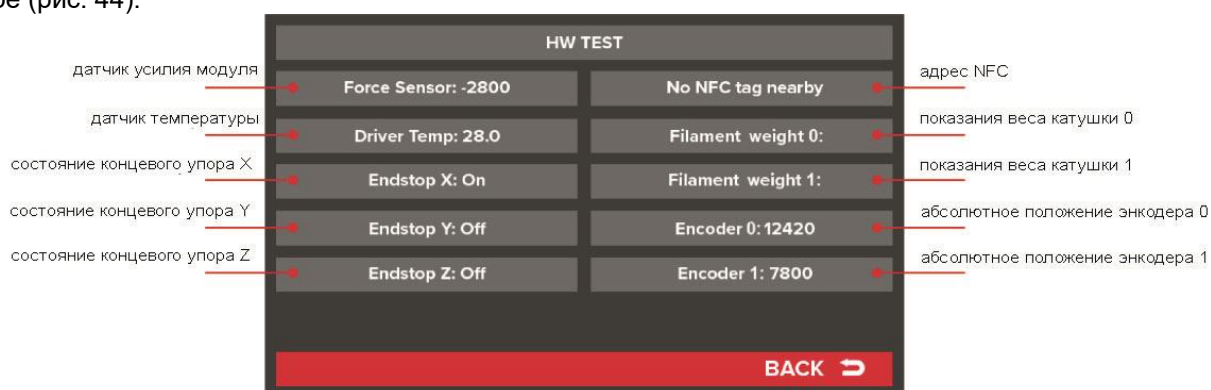 ое (рис. 44).
HW TEST
датчик усилия модуля
Force Sensor: -2800
No NFC tag nearby
адрес NFC
датчик температуры
Driver Temp: 28.0
Filament weight 0:
показания веса катушки 0
состояние концевого упора X
Endstop X: On
Filament weight 1:
показания веса катушки 1
состояние концевого упора Y
Endstop Y: Off
Encoder 0: 12420
абсолютное положение энкодера 0
состояние концевого упора Z
Endstop Z: Off
Encoder 1: 7800
абсолютное положение энкодера 1
BACK